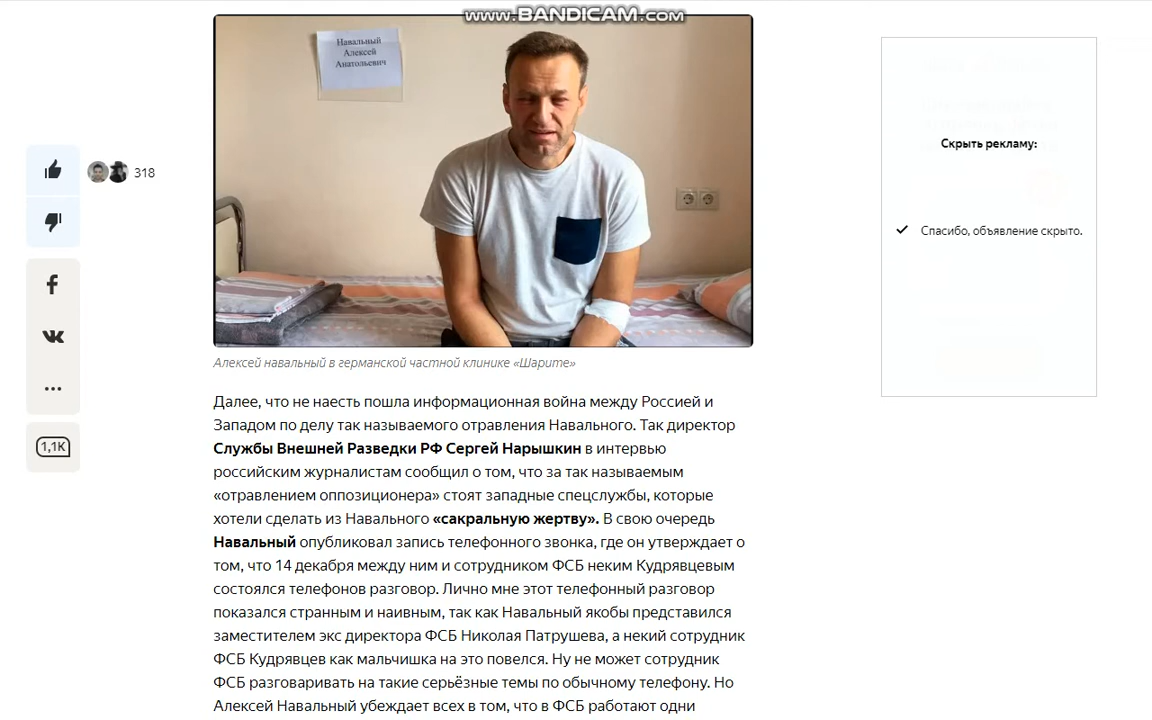 www.BANDICAM.com
Навальный
Алексей
Анатольевич
Скрыть рекламу:
318
Спасибо, объявление скрыто.
Алексей навальный в германской частной клинике «Шарите»
Далее, что не наесть пошла информационная война между Россией и
Западом по делу так называемого отравления Навального. Так директор
Службы Внешней Разведки РФ Сергей Нарышкин в интервью
1,1K
российским журналистам сообщил о том, что за так называемым
«отравлением оппозиционера» стоят западные спецслужбы, которые
хотели сделать из Навального «сакральную жертву». В свою очередь
Навальный опубликовал запись телефонного звонка, где он утверждает о
том, что 14 декабря между ним и сотрудником ФСБ неким Кудрявцевым
состоялся телефонов разговор. Лично мне этот телефонный разговор
показался странным и наивным, так как Навальный якобы представился
заместителем экс директора ФСБ Николая Патрушева, а некий сотрудник
ФСБ Кудрявцев как мальчишка на это повелся. Ну не может сотрудник
ФСБ разговаривать на такие серьёзные темы по обычному телефону. Но
Алексей Навальный убеждает всех в том, что в ФСБ работают одни